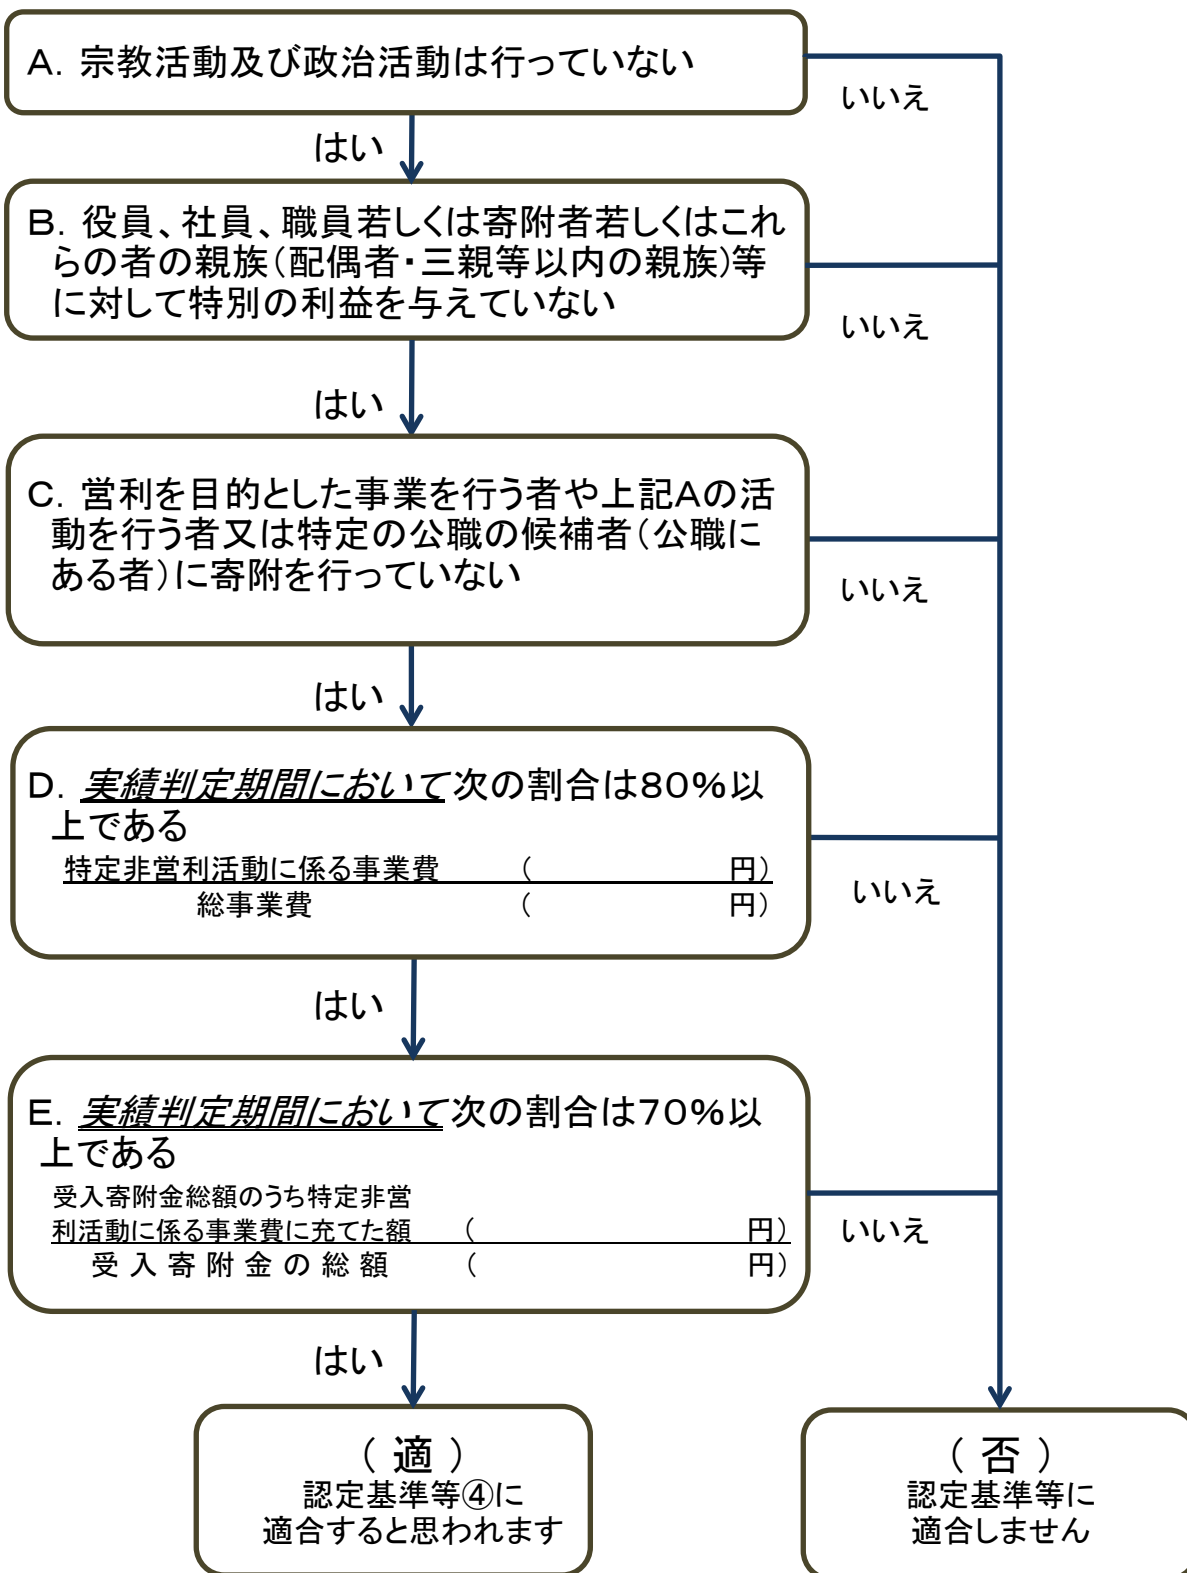 A．宗教活動及び政治活動は行っていない
いいえ
はい
B．役員、社員、職員若しくは寄附者若しくはこれ
らの者の親族（配偶者・三親等以内の親族）等
に対して特別の利益を与えていない
いいえ
はい
C．営利を目的とした事業を行う者や上記Aの活
動を行う者又は特定の公職の候補者（公職に
ある者）に寄附を行っていない
いいえ
はい
D．実績判定期間において次の割合は80％以
上である
特定非営利活動に係る事業費　（　円）
総事業費　（　円）
いいえ
はい
E．実績判定期間において次の割合は70％以
上である
受入寄附金総額のうち特定非営
利活動に係る事業費に充てた額　（　円）
受入寄附金の総額　（　円）
いいえ
はい
（適）
認定基準等④に
適合すると思われます
（否）
認定基準等に
適合しません